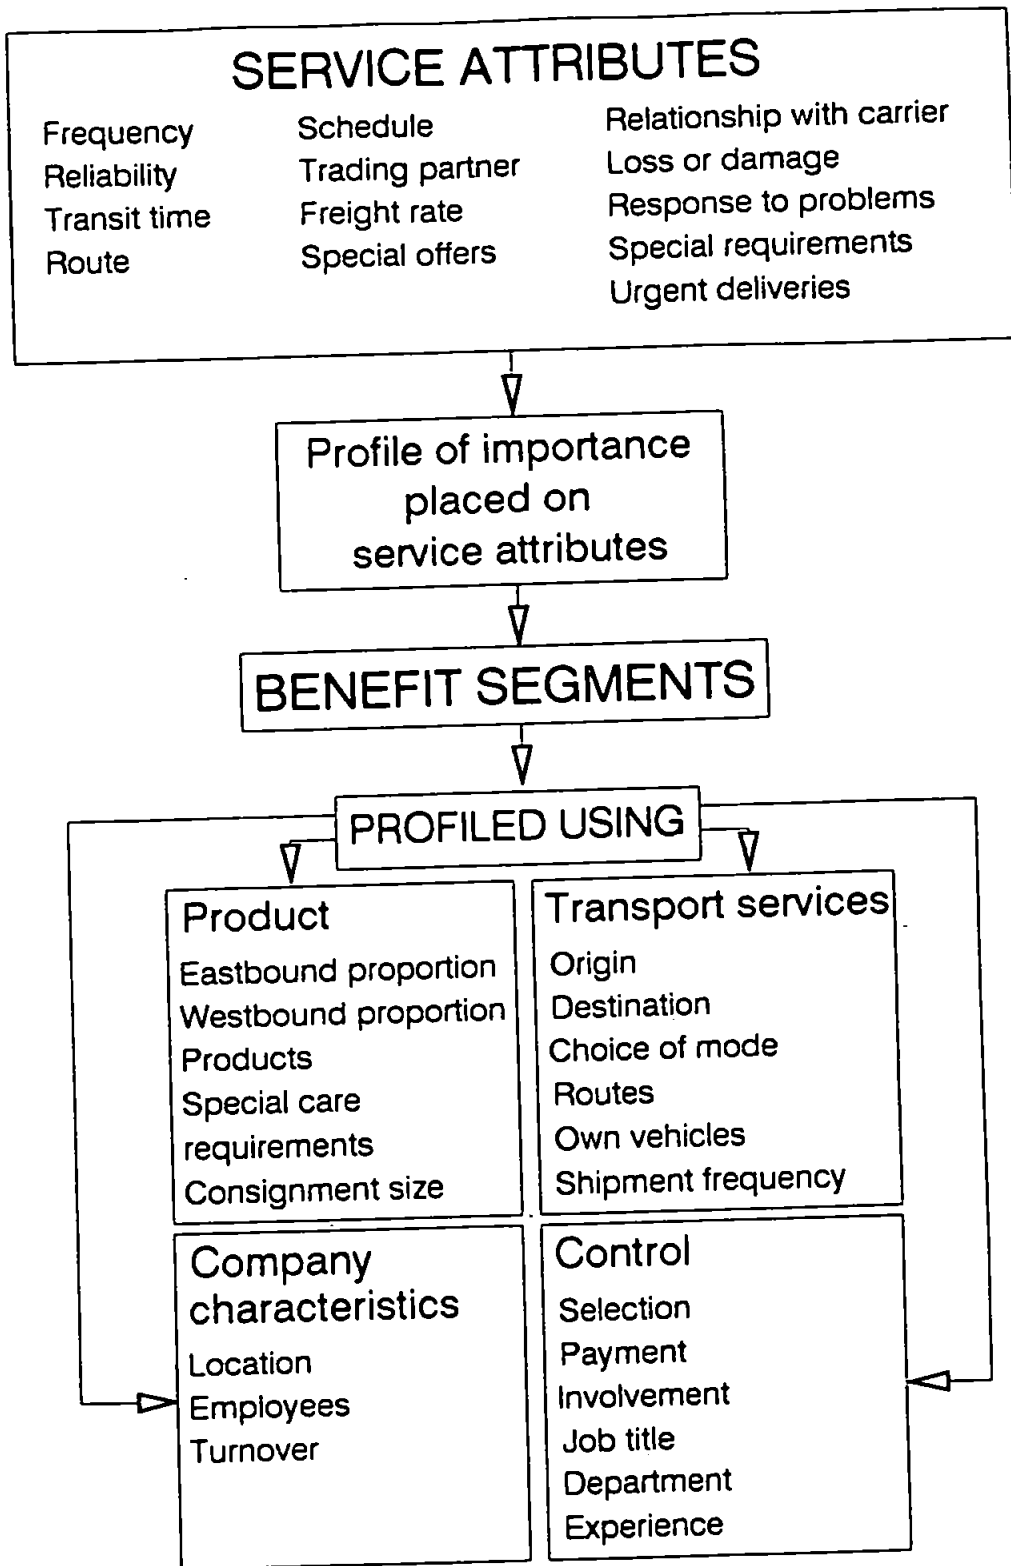 SERVICE ATTRIBUTES
Frequency
Reliability
Transit time
Route
Schedule
Trading partner
Freight rate
Special offers
Relationship with carrier
Loss or damage
Response to problems
Special requirements
Urgent deliveries
Profile of importance
placed on
service attributes
BENEFIT SEGMENTS
PROFILED USING
Product
Eastbound proportion
Westbound proportion
Products
Special care
requirements
Consignment size
Transport services
Origin
Destination
Choice of mode
Routes
Own vehicles
Shipment frequency
Company
characteristics
Location
Employees
Turnover
Control
Selection
Payment
Involvement
Job title
Department
Experience